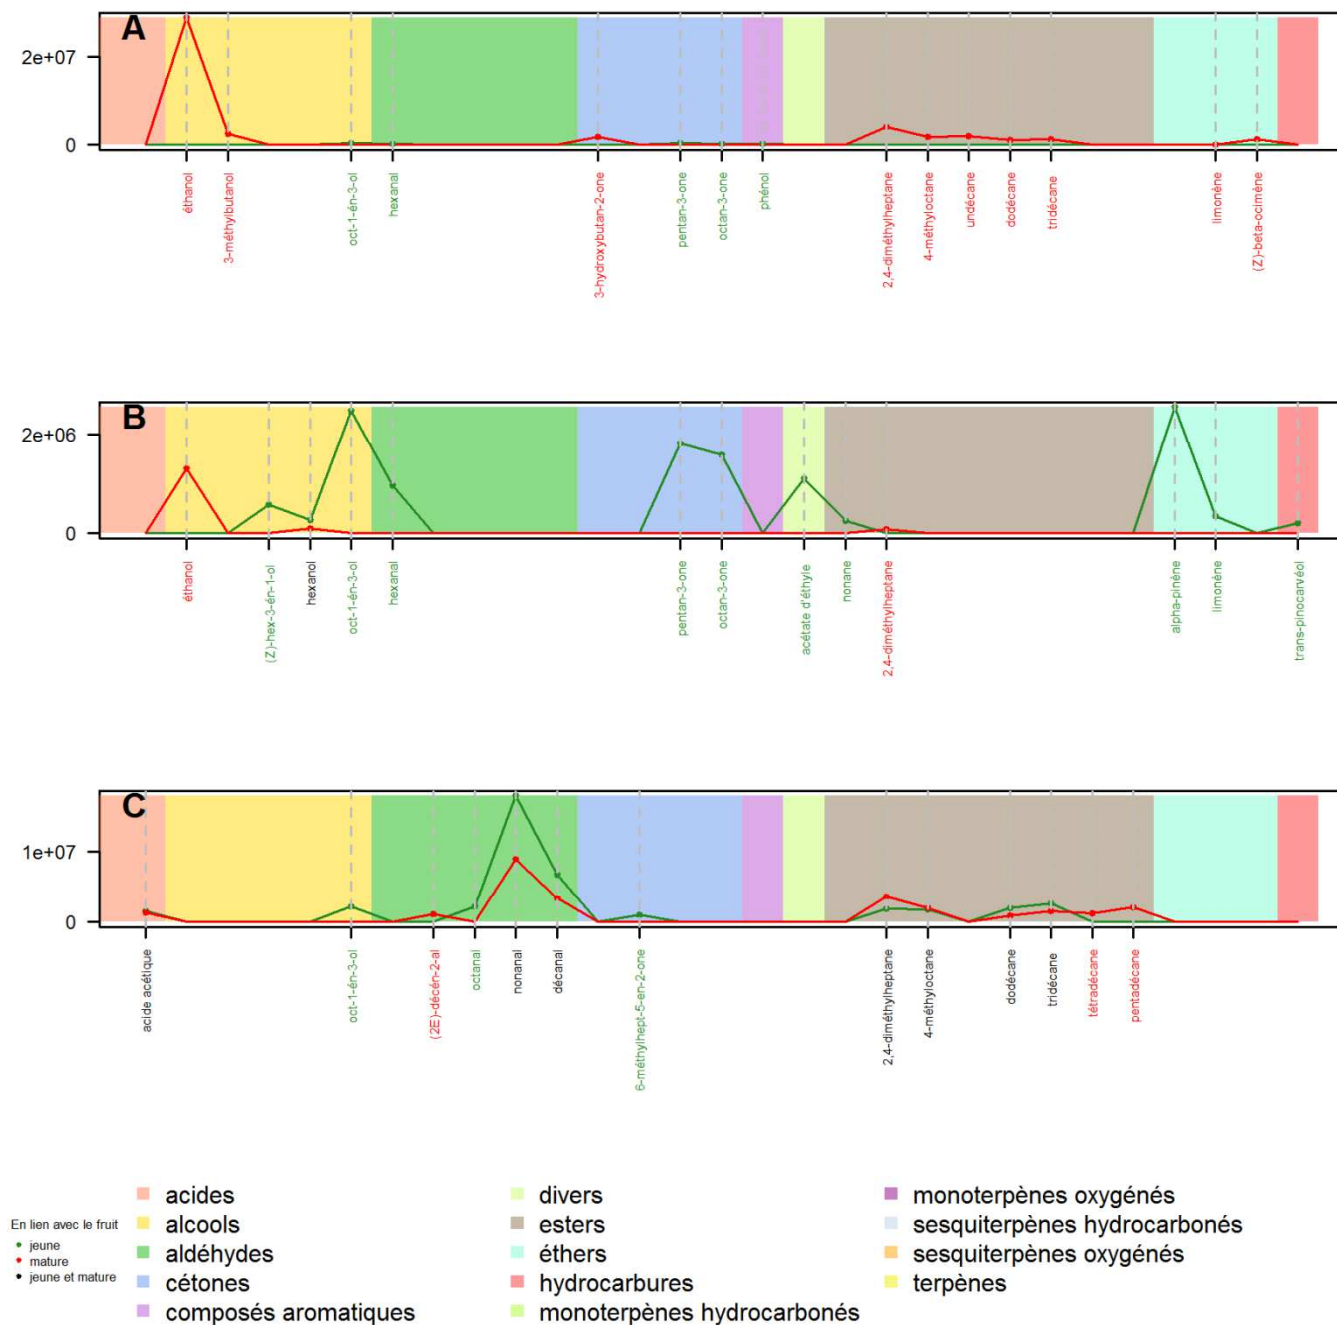 A
2e+07
0
éthanol
3-méthylbutanol
oct-1-én-3-ol
hexanal
3-hydroxybutan-2-one
pentan-3-one
octan-3-one
phénol
2,4-diméthylheptane
4-méthyloctane
undécane
dodécane
tridécane
limonène
(Z)-beta-ocimène
B
2e+06
0
éthanol
(Z)-hex-3-én-1-ol
hexanol
oct-1-én-3-ol
hexanal
pentan-3-one
octan-3-one
acétate d'éthyle
nonane
2,4-diméthylheptane
alpha-pinène
limonène
trans-pinocarvéol
C
1e+07
0
acide acétique
oct-1-én-3-ol
(2E)-décén-2-al
octanal
nonanal
décanal
6-méthylhept-5-en-2-one
2,4-diméthylheptane
4-méthyloctane
dodécane
tridécane
tétradécane
pentadécane
En lien avec le fruit
jeune
mature
jeune et mature
acides
alcools
aldéhydes
cétones
composés aromatiques
divers
esters
éthers
hydrocarbures
monoterpènes hydrocarbonés
monoterpènes oxygénés
sesquiterpènes hydrocarbonés
sesquiterpènes oxygénés
terpènes